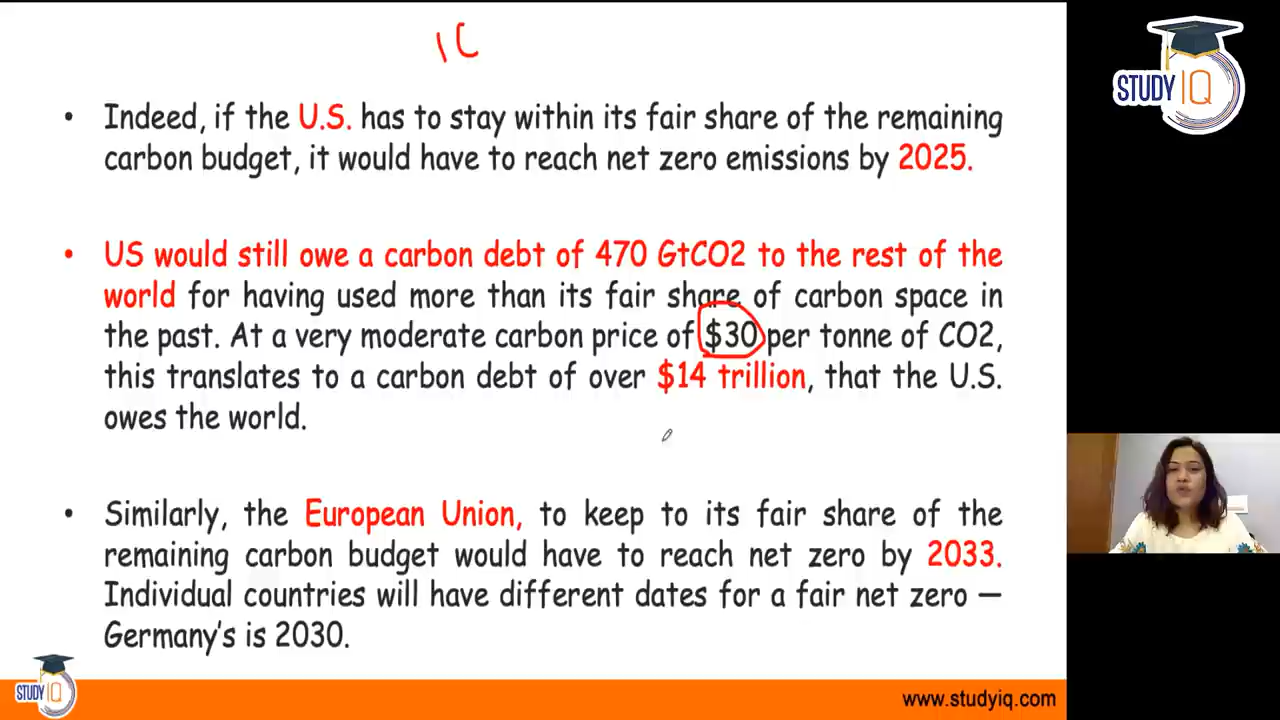 1C
STUDY IQ
• Indeed, if the U.S. has to stay within its fair share of the remaining
carbon budget, it would have to reach net zero emissions by 2025.
• US would still owe a carbon debt of 470 GtCO2 to the rest of the
world for having used more than its fair share of carbon space in
the past. At a very moderate carbon price of $30 per tonne of CO2,
this translates to a carbon debt of over $14 trillion, that the U.S.
owes the world.
• Similarly, the European Union, to keep to its fair share of the
remaining carbon budget would have to reach net zero by 2033.
Individual countries will have different dates for a fair net zero —
Germany's is 2030.
STUDY IQ
www.studyiq.com